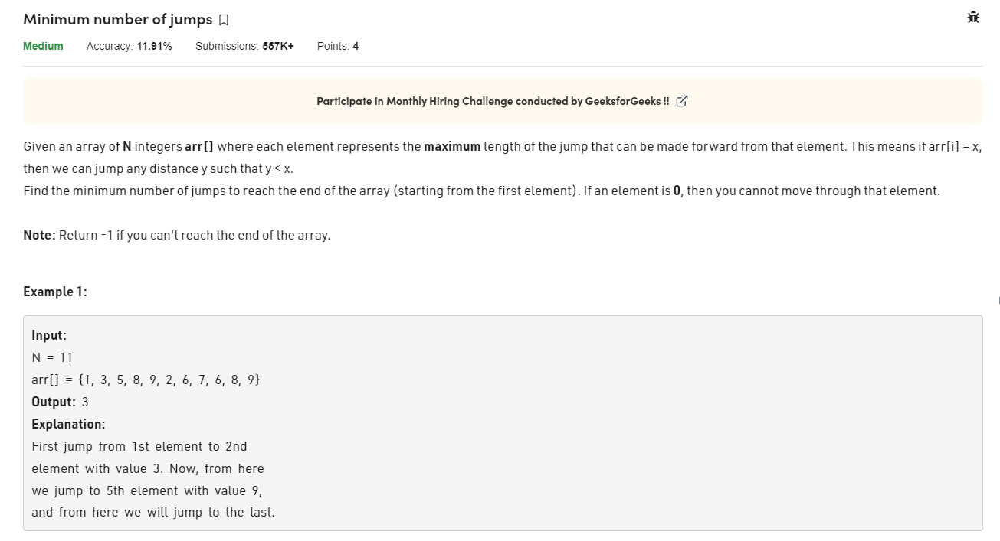 Minimum number of jumps
Medium Accuracy: 11.91% Submissions: 557K+ Points: 4
Participate in Monthly Hiring Challenge conducted by GeeksforGeeks !!
Given an array of N integers arr[] where each element represents the maximum length of the jump that can be made forward from that element. This means if arr[i] = x,
then we can jump any distance y such that y ≤ x.
Find the minimum number of jumps to reach the end of the array (starting from the first element). If an element is 0, then you cannot move through that element.
Note: Return -1 if you can't reach the end of the array.
Example 1:
Input:
N = 11
arr[] = {1, 3, 5, 8, 9, 2, 6, 7, 6, 8, 9}
Output: 3
Explanation:
First jump from 1st element to 2nd
element with value 3. Now, from here
we jump to 5th element with value 9,
and from here we will jump to the last.